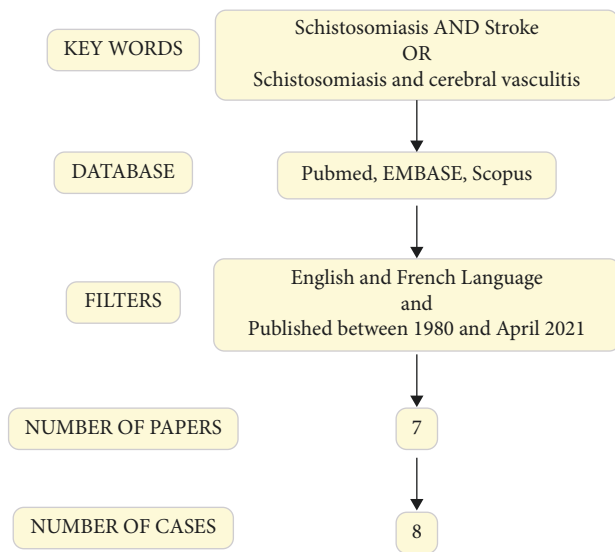 KEY WORDS
Schistosomiasis AND Stroke
OR
Schistosomiasis and cerebral vasculitis
DATABASE
Pubmed, EMBASE, Scopus
FILTERS
English and French Language
and
Published between 1980 and April 2021
NUMBER OF PAPERS
7
NUMBER OF CASES
8